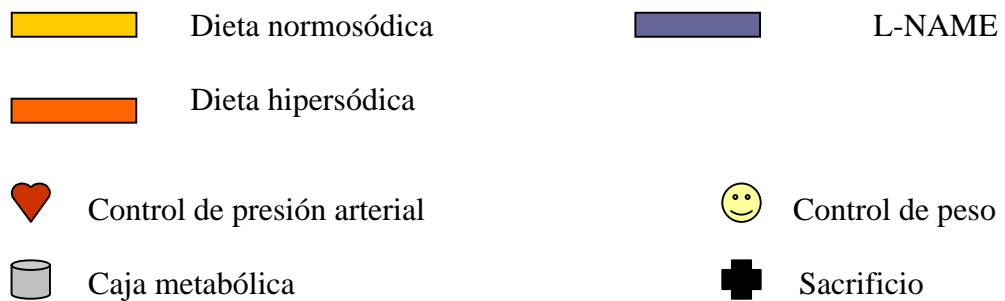 Dieta normosódica
L-NAME
Dieta hipersódica
Control de presión arterial
Control de peso
Caja metabólica
Sacrificio